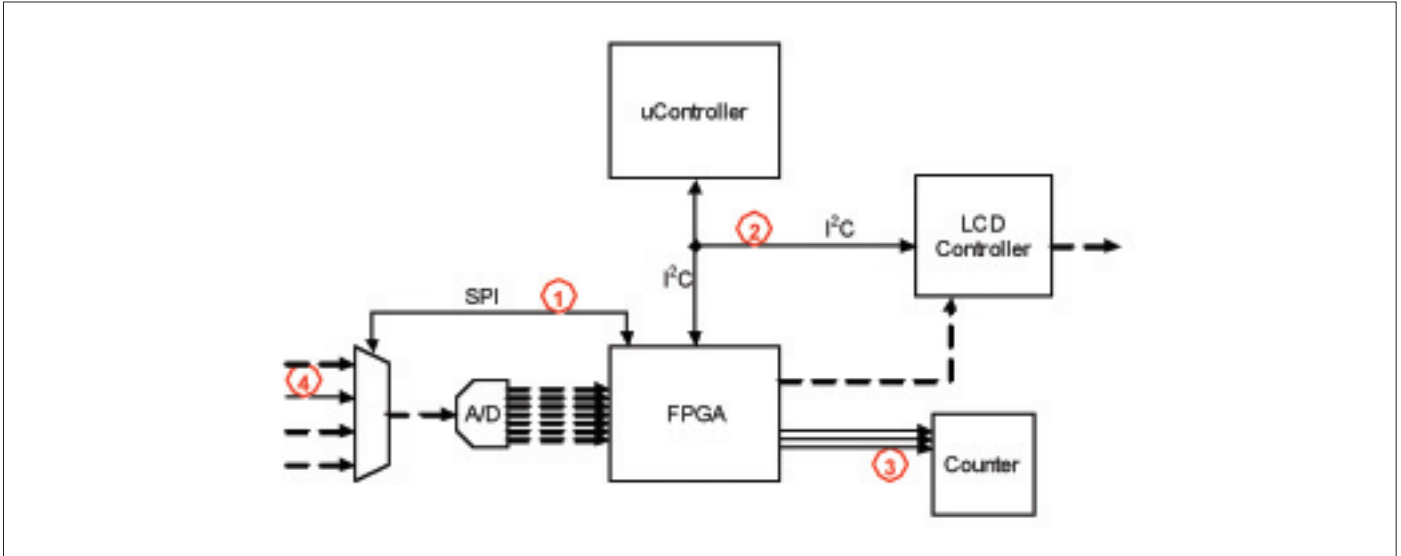 uController
2
I²C
LCD
Controller
I²C
SPI
1
4
A/D
FPGA
3
Counter